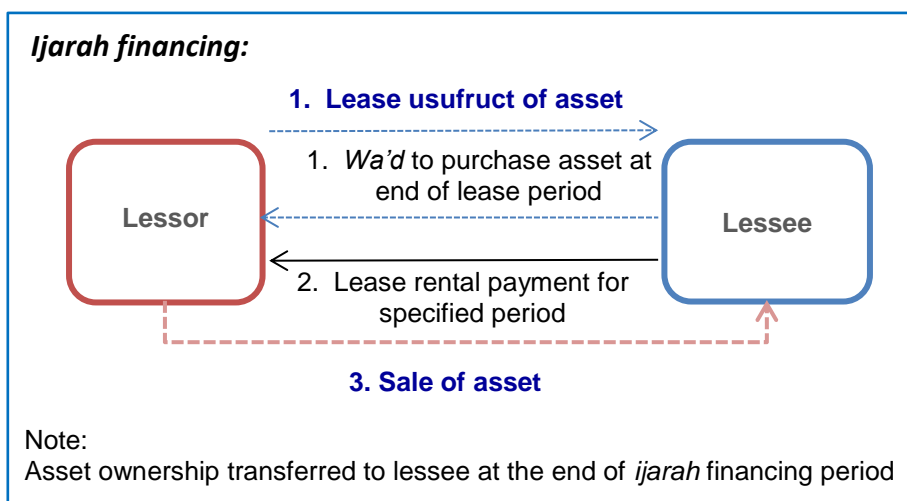 Ijarah financing:
1. Lease usufruct of asset
1. Wa'd to purchase asset at
end of lease period
Lessor
Lessee
2. Lease rental payment for
specified period
3. Sale of asset
Note:
Asset ownership transferred to lessee at the end of ijarah financing period